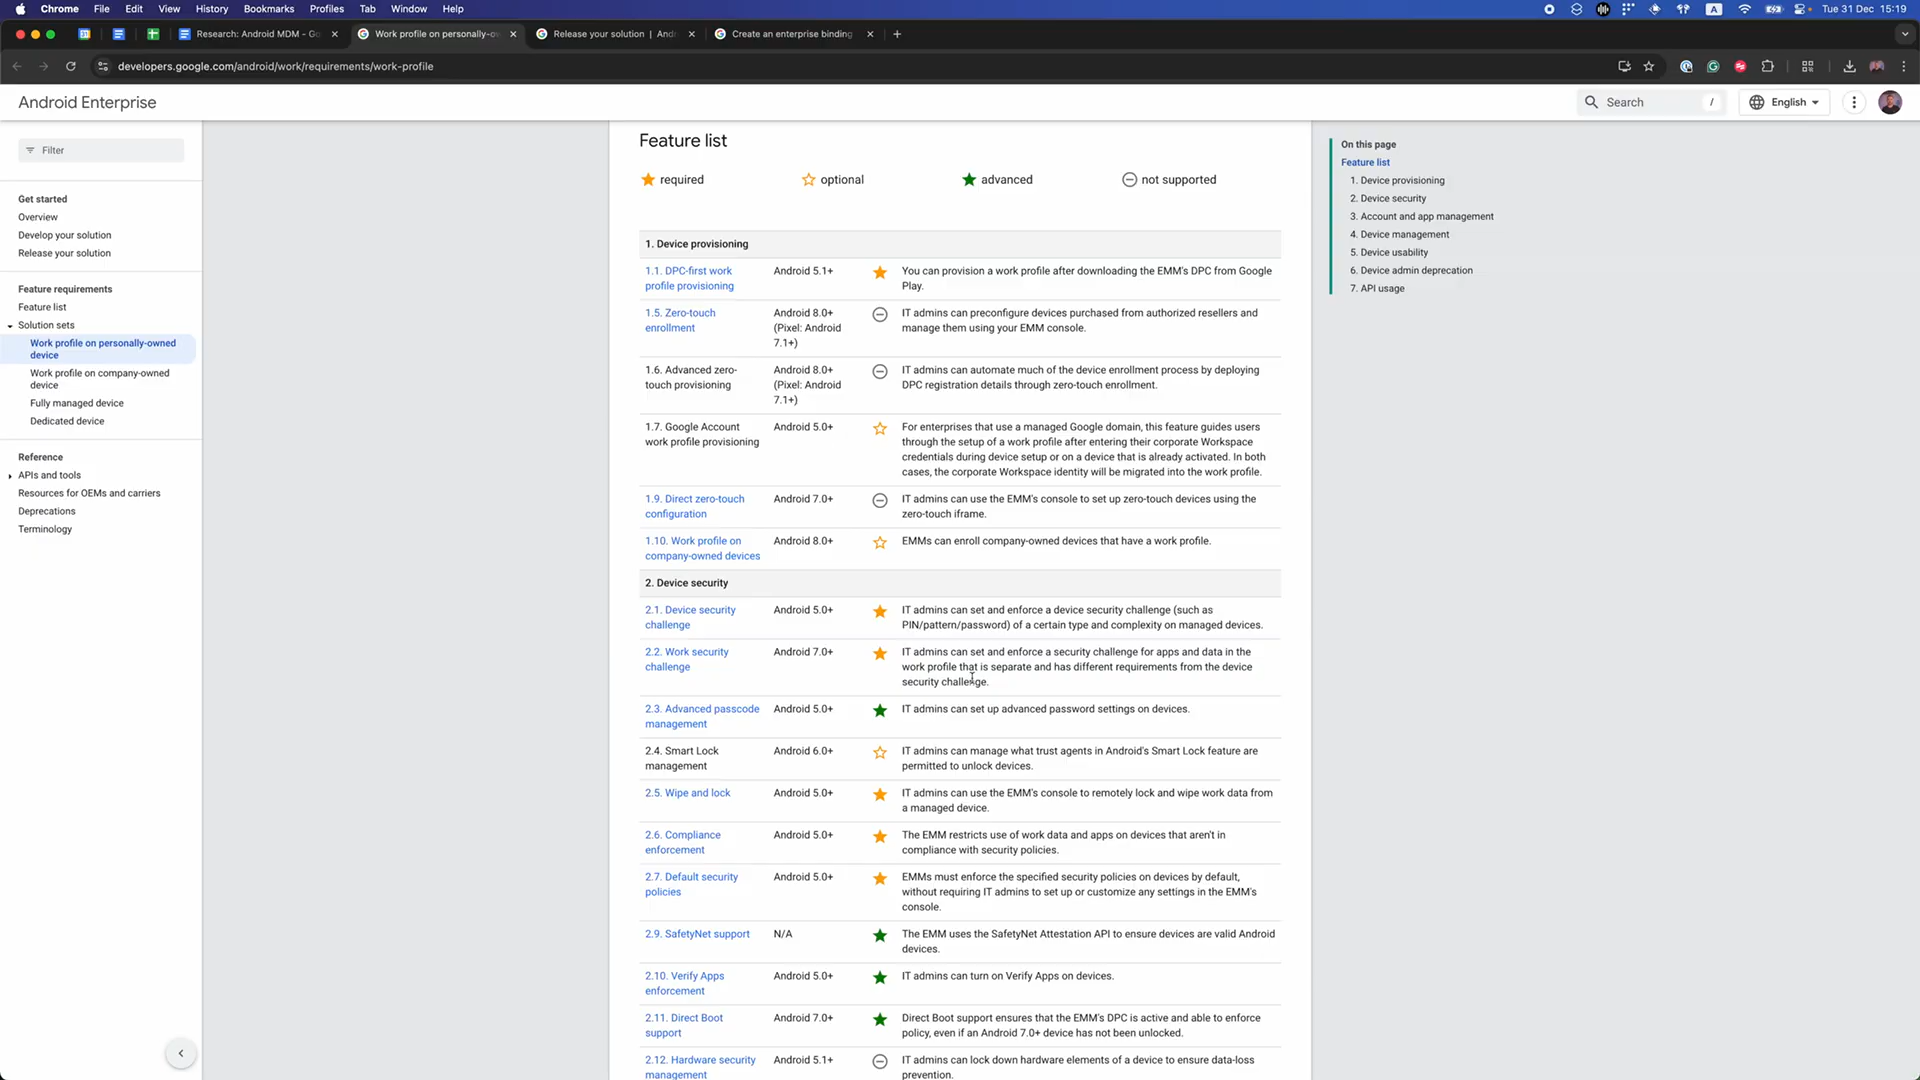 Chrome File Edit View History Bookmarks Profiles Tab Window Help
A Tue 31 Dec 15:19
Research: Android MDM - Go
Work profile on personally-ow
Release your solution | And
Create an enterprise binding
developers.google.com/android/work/requirements/work-profile
Android Enterprise
Search /
English
Filter
Get started
Overview
Develop your solution
Release your solution
Feature requirements
Feature list
Solution sets
Work profile on personally-owned
device
Work profile on company-owned
device
Fully managed device
Dedicated device
Reference
APIs and tools
Resources for OEMs and carriers
Deprecations
Terminology
Feature list
required optional advanced not supported
1. Device provisioning
1.1. DPC-first work
profile provisioning
Android 5.1+
You can provision a work profile after downloading the EMM's DPC from Google
Play.
1.5. Zero-touch
enrollment
Android 8.0+
(Pixel: Android
7.1+)
IT admins can preconfigure devices purchased from authorized resellers and
manage them using your EMM console.
1.6. Advanced zero-
touch provisioning
Android 8.0+
(Pixel: Android
7.1+)
IT admins can automate much of the device enrollment process by deploying
DPC registration details through zero-touch enrollment.
1.7. Google Account
work profile provisioning
Android 5.0+
For enterprises that use a managed Google domain, this feature guides users
through the setup of a work profile after entering their corporate Workspace
credentials during device setup or on a device that is already activated. In both
cases, the corporate Workspace identity will be migrated into the work profile.
1.9. Direct zero-touch
configuration
Android 7.0+
IT admins can use the EMM's console to set up zero-touch devices using the
zero-touch iframe.
1.10. Work profile on
company-owned devices
Android 8.0+
EMMs can enroll company-owned devices that have a work profile.
2. Device security
2.1. Device security
challenge
Android 5.0+
IT admins can set and enforce a device security challenge (such as
PIN/pattern/password) of a certain type and complexity on managed devices.
2.2. Work security
challenge
Android 7.0+
IT admins can set and enforce a security challenge for apps and data in the
work profile that is separate and has different requirements from the device
security challenge.
2.3. Advanced passcode
management
Android 5.0+
IT admins can set up advanced password settings on devices.
2.4. Smart Lock
management
Android 6.0+
IT admins can manage what trust agents in Android's Smart Lock feature are
permitted to unlock devices.
2.5. Wipe and lock
Android 5.0+
IT admins can use the EMM's console to remotely lock and wipe work data from
a managed device.
2.6. Compliance
enforcement
Android 5.0+
The EMM restricts use of work data and apps on devices that aren't in
compliance with security policies.
2.7. Default security
policies
Android 5.0+
EMMs must enforce the specified security policies on devices by default,
without requiring IT admins to set up or customize any settings in the EMM's
console.
2.9. SafetyNet support
N/A
The EMM uses the SafetyNet Attestation API to ensure devices are valid Android
devices.
2.10. Verify Apps
enforcement
Android 5.0+
IT admins can turn on Verify Apps on devices.
2.11. Direct Boot
support
Android 7.0+
Direct Boot support ensures that the EMM's DPC is active and able to enforce
policy, even if an Android 7.0+ device has not been unlocked.
2.12. Hardware security
management
Android 5.1+
IT admins can lock down hardware elements of a device to ensure data-loss
prevention.
On this page
Feature list
1. Device provisioning
2. Device security
3. Account and app management
4. Device management
5. Device usability
6. Device admin deprecation
7. API usage